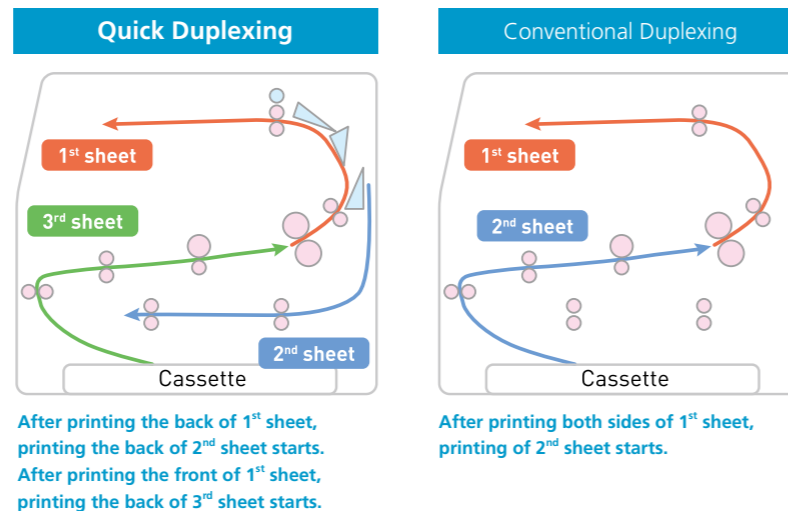 Quick Duplexing
1st sheet
3rd sheet
2nd sheet
Cassette
After printing the back of 1st sheet,
printing the back of 2nd sheet starts.
After printing the front of 1st sheet,
printing the back of 3rd sheet starts.
Conventional Duplexing
1st sheet
2nd sheet
Cassette
After printing both sides of 1st sheet,
printing of 2nd sheet starts.